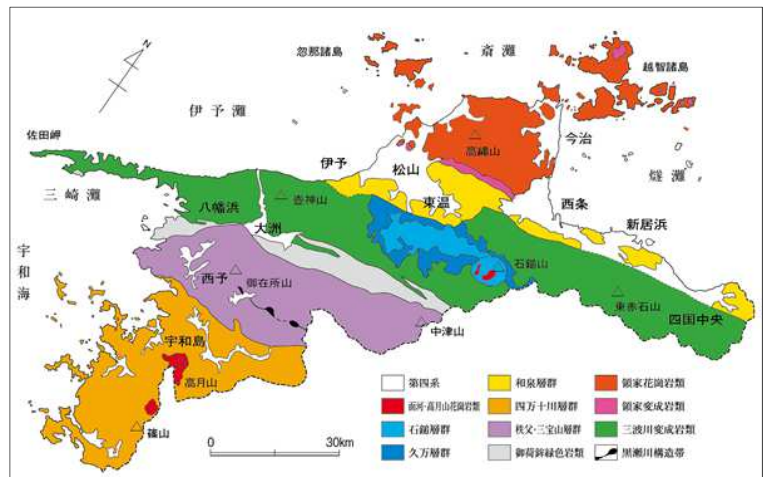 N
忽那諸島
斎灘
越智諸島
伊予灘
佐田岬
高縄山
今治
伊予
松山
燧灘
三崎灘
東温
西条
八幡浜
壺神山
新居浜
大洲
宇和海
石鎚山
西予
御在所山
東赤石山
四国中央
中津山
宇和島
高月山
篠山
0
30km
第四系
和泉層群
領家花崗岩類
面河・高月山花崗岩類
四万十川層群
領家変成岩類
石鎚層群
秩父・三宝山層群
三波川変成岩類
久万層群
御荷鉾緑色岩類
黒瀬川構造帯